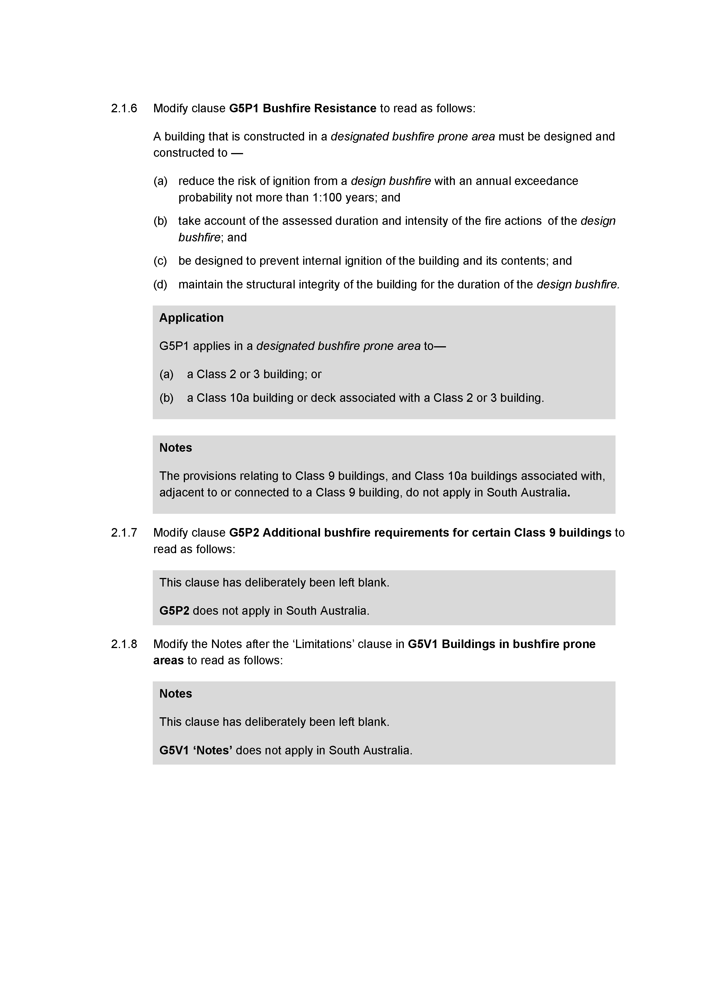 2.1.6 Modify clause G5P1 Bushfire Resistance to read as follows:
A building that is constructed in a designated bushfire prone area must be designed and
constructed to —
(a) reduce the risk of ignition from a design bushfire with an annual exceedance
probability not more than 1:100 years; and
(b) take account of the assessed duration and intensity of the fire actions of the design
bushfire; and
(c) be designed to prevent internal ignition of the building and its contents; and
(d) maintain the structural integrity of the building for the duration of the design bushfire.
Application
G5P1 applies in a designated bushfire prone area to—
(a) a Class 2 or 3 building; or
(b) a Class 10a building or deck associated with a Class 2 or 3 building.
Notes
The provisions relating to Class 9 buildings, and Class 10a buildings associated with,
adjacent to or connected to a Class 9 building, do not apply in South Australia.
2.1.7 Modify clause G5P2 Additional bushfire requirements for certain Class 9 buildings to
read as follows:
This clause has deliberately been left blank.
G5P2 does not apply in South Australia.
2.1.8 Modify the Notes after the ‘Limitations’ clause in G5V1 Buildings in bushfire prone
areas to read as follows:
Notes
This clause has deliberately been left blank.
G5V1 ‘Notes’ does not apply in South Australia.